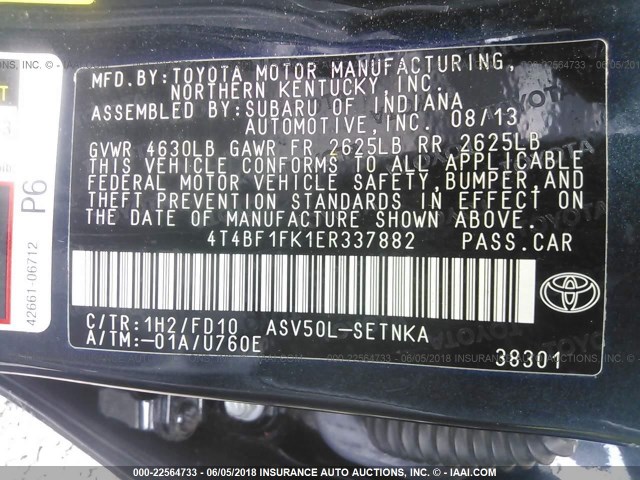 MFD.BY:TOYOTA MOTOR MANUFACTURING,
NORTHERN KENTUCKY,INC.
ASSEMBLED BY:SUBARU OF INDIANA
AUTOMOTIVE,INC. 08/13
GVWR 4630LB GAWR FR 2625LB RR 2625LB
THIS VEHICLE CONFORMS TO ALL APPLICABLE
FEDERAL MOTOR VEHICLE SAFETY,BUMPER,AND
THEFT PREVENTION STANDARDS IN EFFECT ON
THE DATE OF MANUFACTURE SHOWN ABOVE.
4T4BF1FK1ER337882 PASS.CAR
C/TR:1H2/FD10 ASV50L-SETNKA
A/TM:-01A/U760E
38301
TOYOTA
P6
42661-06712
000-22564733 - 06/05/2018 - INSURANCE AUTO AUCTIONS, INC. - IAAI.COM